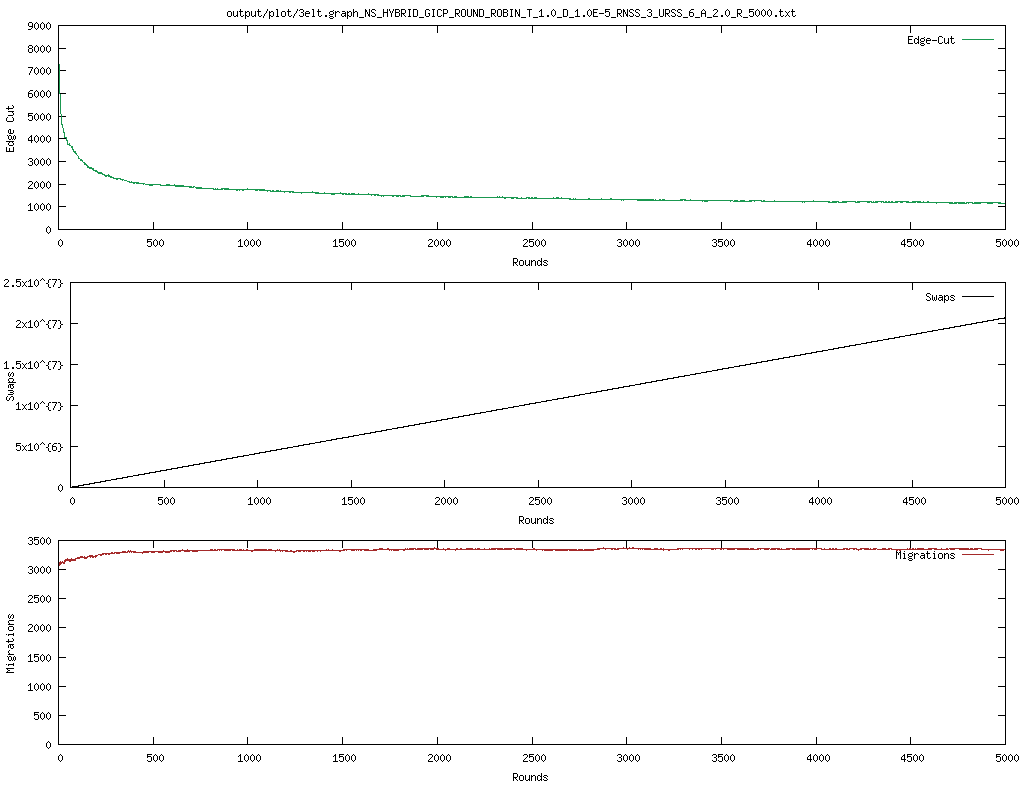 output/plot/3elt.graph_NS_HYBRID_GICP_ROUND_ROBIN_T_1.0_D_1.0E-5_RNSS_3_URSS_6_A_2.0_R_5000.txt
9000
8000
7000
6000
5000
4000
3000
2000
1000
0
Edge Cut
Edge-Cut
0 500 1000 1500 2000 2500 3000 3500 4000 4500 5000
Rounds
2.5x10^{7}
2x10^{7}
1.5x10^{7}
1x10^{7}
5x10^{6}
0
Swaps
Swaps
0 500 1000 1500 2000 2500 3000 3500 4000 4500 5000
Rounds
3500
3000
2500
2000
1500
1000
500
0
Migrations
Migrations
0 500 1000 1500 2000 2500 3000 3500 4000 4500 5000
Rounds